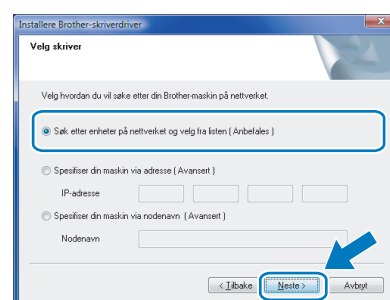 Installere Brother-skriverdriver
Velg skriver
Velg hvordan du vil søke etter din Brother-maskin på nettverket.
Søk etter enheter på nettverket og velg fra listen ( Anbefales )
Spesifiser din maskin via adresse ( Avansert )
IP-adresse
Spesifiser din maskin via nodenavn ( Avansert )
Nodenavn
< Tilbake Neste > Avbryt